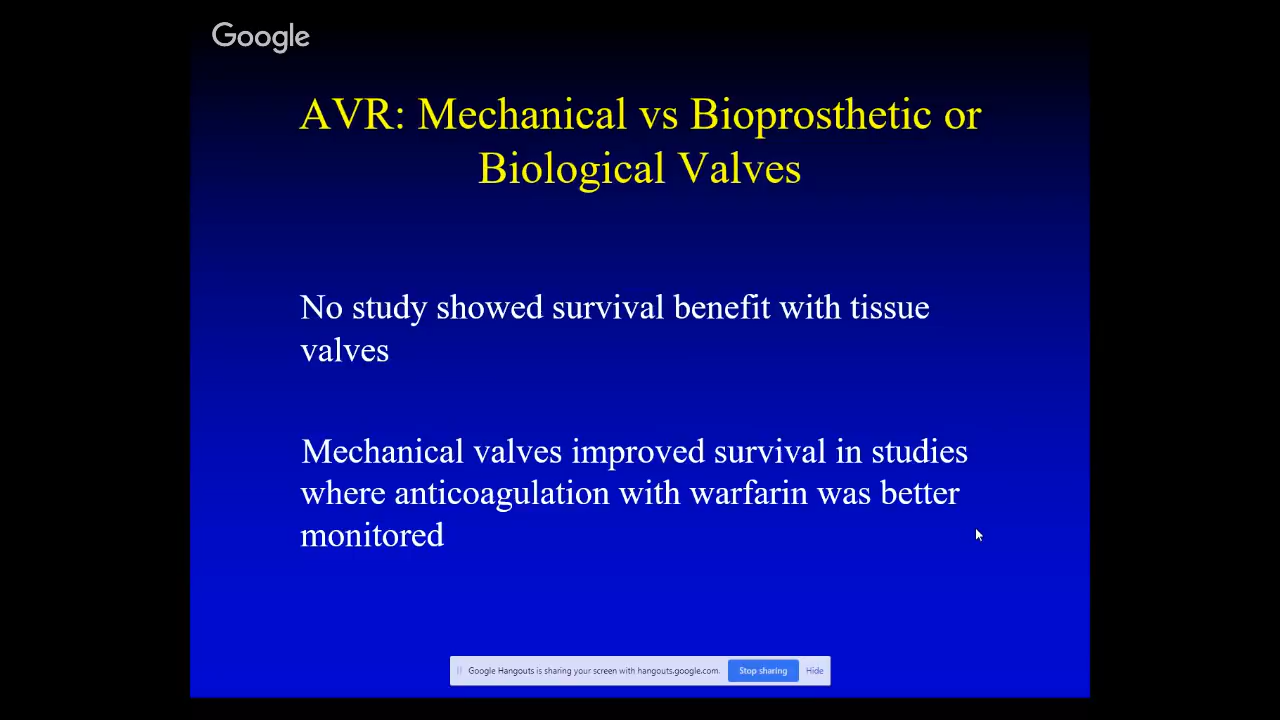 Google
AVR: Mechanical vs Bioprosthetic or
Biological Valves
No study showed survival benefit with tissue
valves
Mechanical valves improved survival in studies
where anticoagulation with warfarin was better
monitored
Google Hangouts is sharing your screen with hangouts.google.com. Stop sharing Hide